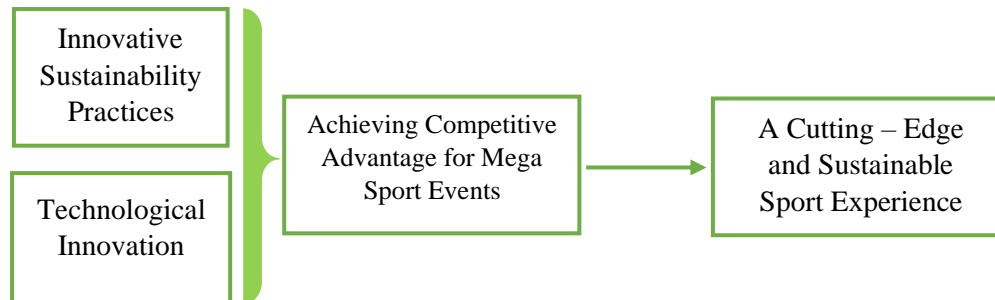 Innovative
Sustainability
Practices
Technological
Innovation
Achieving Competitive
Advantage for Mega
Sport Events
A Cutting – Edge
and Sustainable
Sport Experience